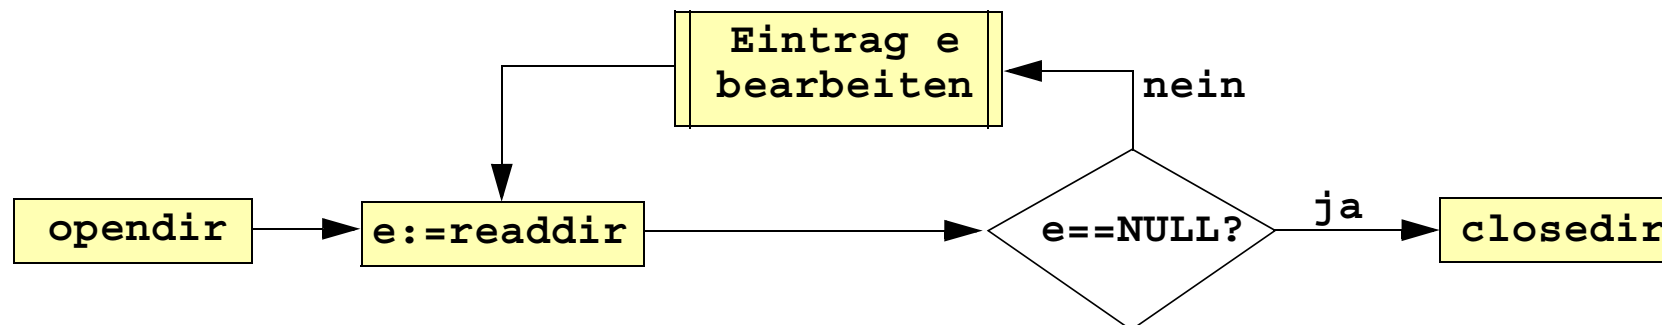 Eintrag e
bearbeiten
nein
opendir
e:=readdir
e==NULL?
ja
closedir